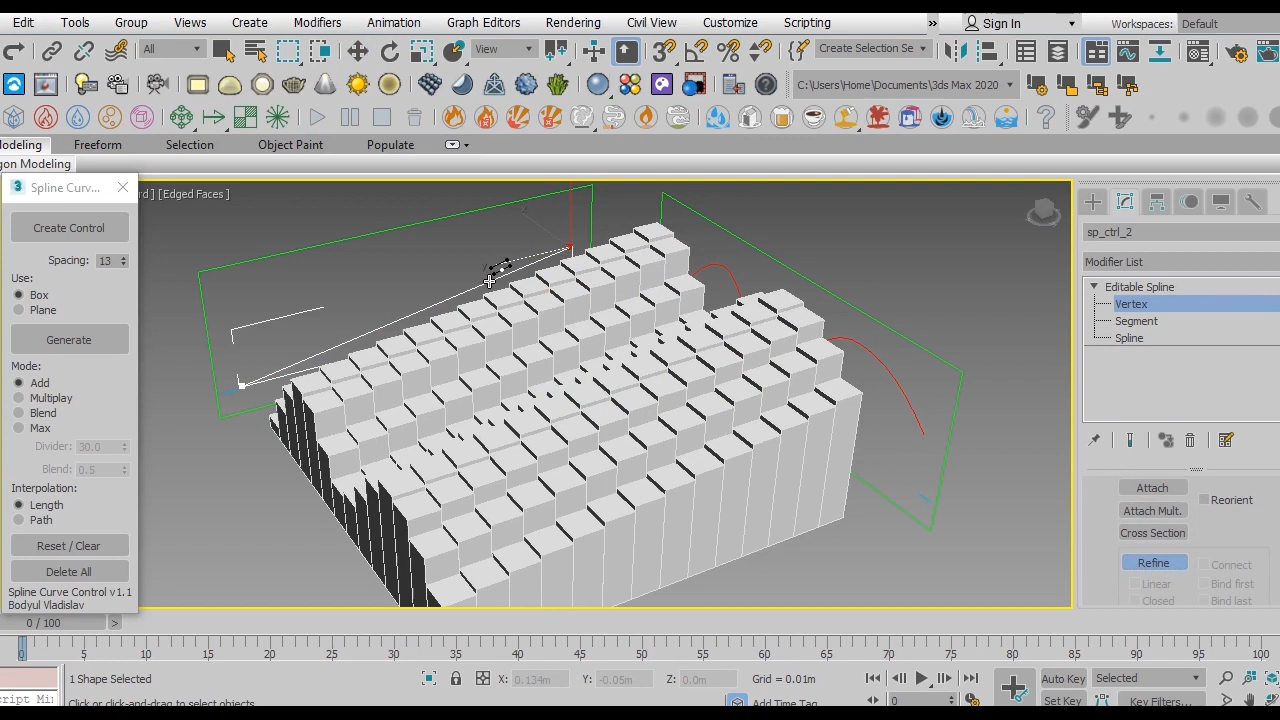 Edit Tools Group Views Create Modifiers Animation Graph Editors Rendering Civil View Customize Scripting » Sign In Workspaces: Default
All View Create Selection Se
C:\Users\Home\Documents\3ds Max 2020
Modeling Freeform Selection Object Paint Populate
gon Modeling
3 Spline Curv...
rd ] [Edged Faces ]
Create Control
Spacing: 13
Use:
Box
Plane
Generate
Mode:
Add
Multiplay
Blend
Max
Divider: 30.0
Blend: 0.5
Interpolation:
Length
Path
Reset / Clear
Delete All
Spline Curve Control v1.1
Bodyul Vladislav
sp_ctrl_2
Modifier List
Editable Spline
Vertex
Segment
Spline
Attach
Reorient
Attach Mult.
Cross Section
Refine
Connect
Linear
Bind first
Closed
Bind last
0 / 100 >
0 5 10 15 20 25 30 35 40 45 50 55 60 65 70 75 80 85 90 95 100
1 Shape Selected X: 0.134m Y: -0.05m Z: 0.0m Grid = 0.01m Auto Key Selected
cript Mi Click or click-and-drag to select objects Add Time Tag 0 Set Key Key Filters...